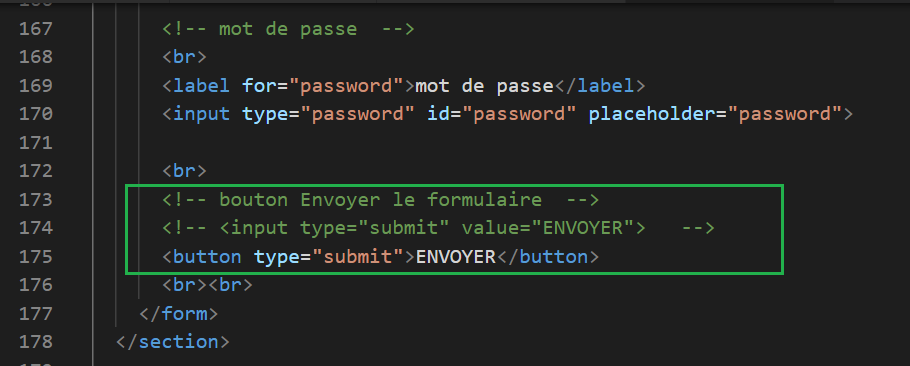 167 <!-- mot de passe  -->
168 <br>
169 <label for="password">mot de passe</label>
170 <input type="password" id="password" placeholder="password">
171
172 <br>
173 <!-- bouton Envoyer le formulaire  -->
174 <!-- <input type="submit" value="ENVOYER">   -->
175 <button type="submit">ENVOYER</button>
176 <br><br>
177 </form>
178 </section>